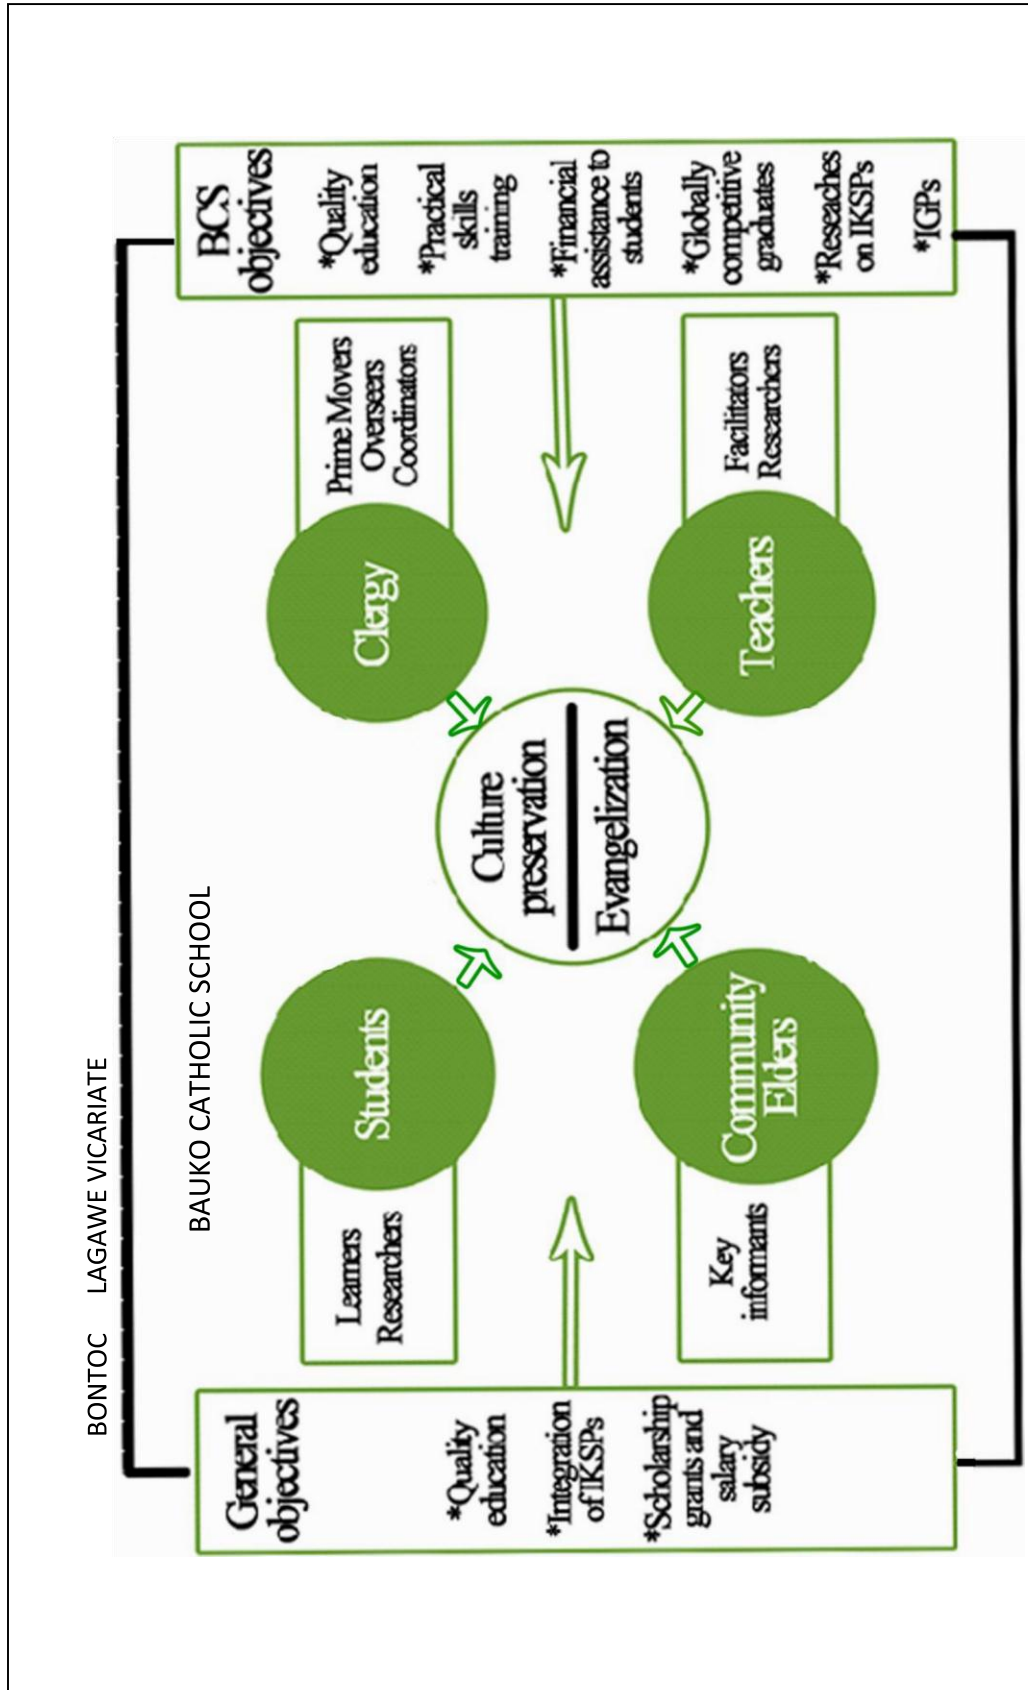 BONTOC LAGAWE VICARIATE
BAUKO CATHOLIC SCHOOL
General
objectives
*Quality
education
*Integration
of IKSPs
*Scholarship
grants and
salary
subsidy
Learners
Researchers
Students
Clergy
Prime Movers
Overseers
Coordinators
Culture
preservation
Evangelization
Key
informants
Community
Elders
Teachers
Facilitators
Researchers
BCS
objectives
*Quality
education
*Practical
skills
training
*Financial
assistance to
students
*Globally
competitive
graduates
*Reseaches
on IKSPs
*IGPs